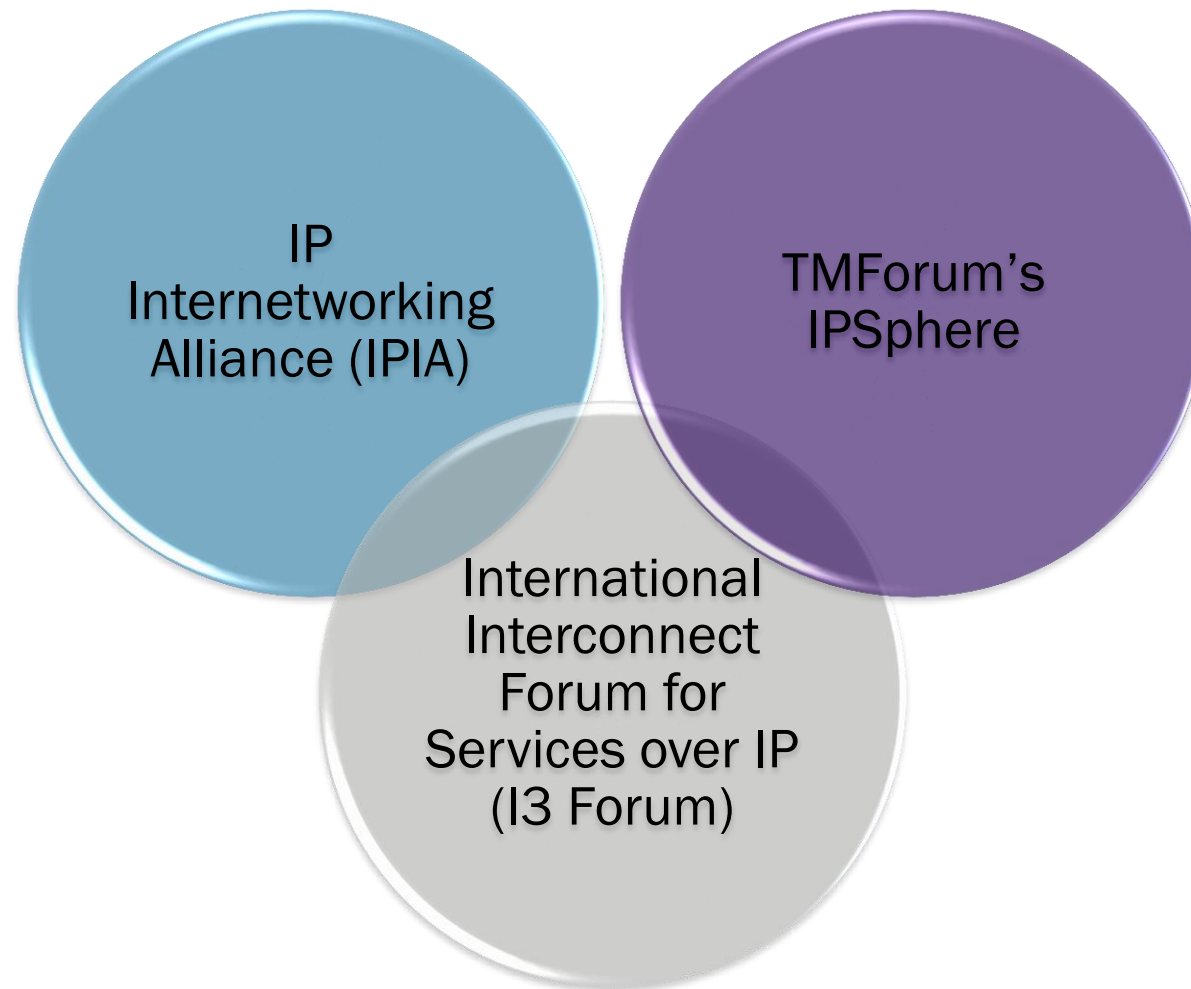 IP
Internetworking
Alliance (IPIA)
TMForum’s
IPSphere
International
Interconnect
Forum for
Services over IP
(I3 Forum)